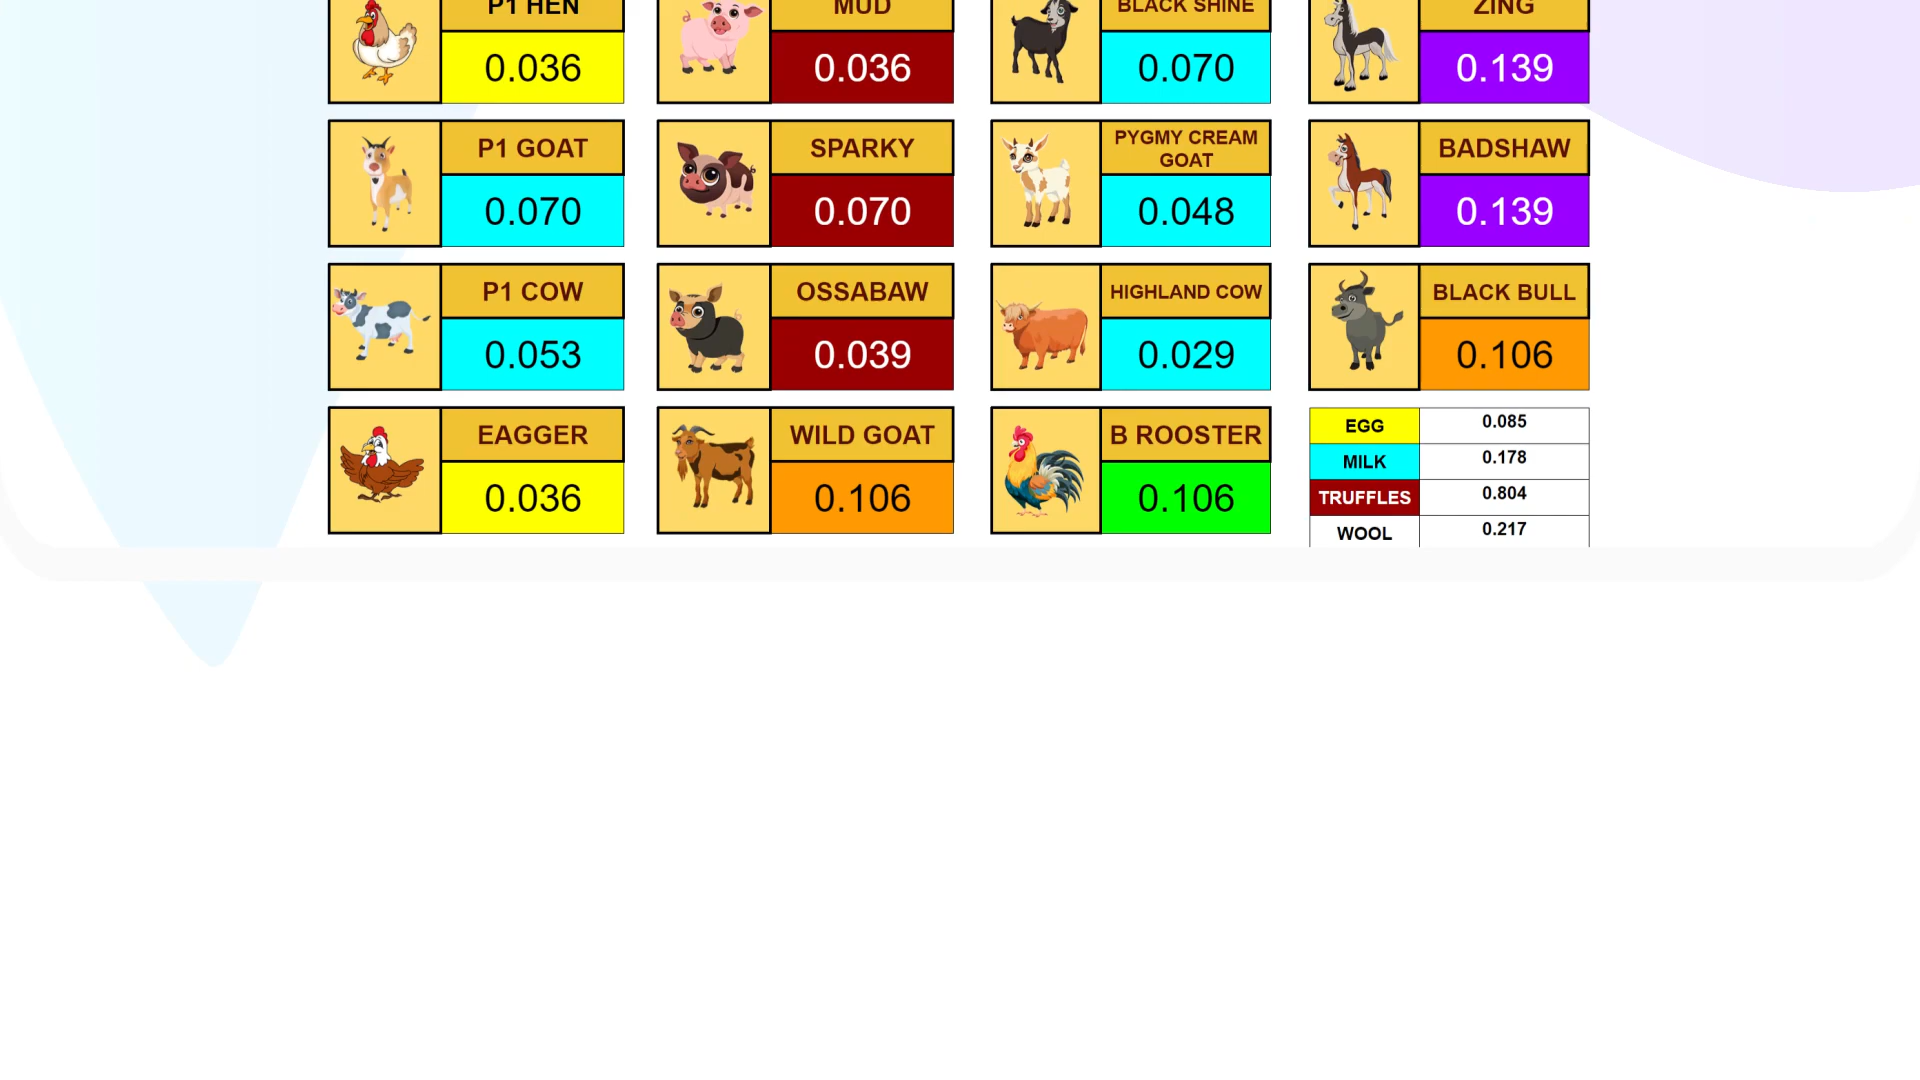 P1 HEN
0.036
MUD
0.036
BLACK SHINE
0.070
ZING
0.139
P1 GOAT
0.070
SPARKY
0.070
PYGMY CREAM
GOAT
0.048
BADSHAW
0.139
P1 COW
0.053
OSSABAW
0.039
HIGHLAND COW
0.029
BLACK BULL
0.106
EAGGER
0.036
WILD GOAT
0.106
B ROOSTER
0.106
EGG 0.085
MILK 0.178
TRUFFLES 0.804
WOOL 0.217